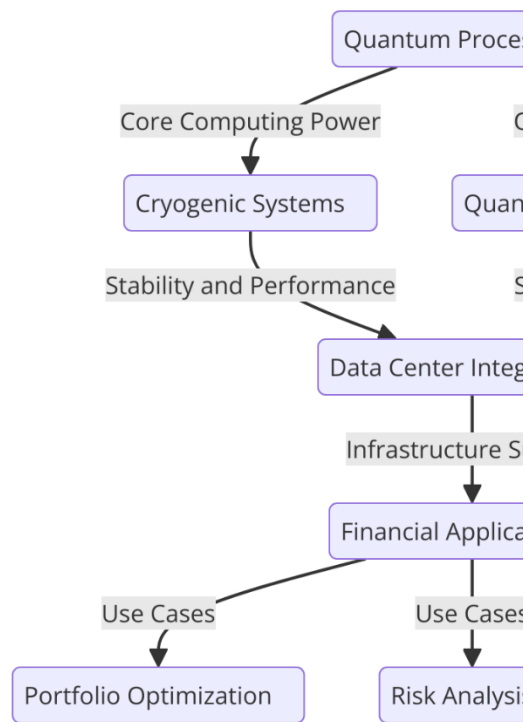 Quantum Proces
Core Computing Power
Cryogenic Systems
Quan
Stability and Performance
S
Data Center Integ
Infrastructure S
Financial Applica
Use Cases
Use Cases
Portfolio Optimization
Risk Analysis